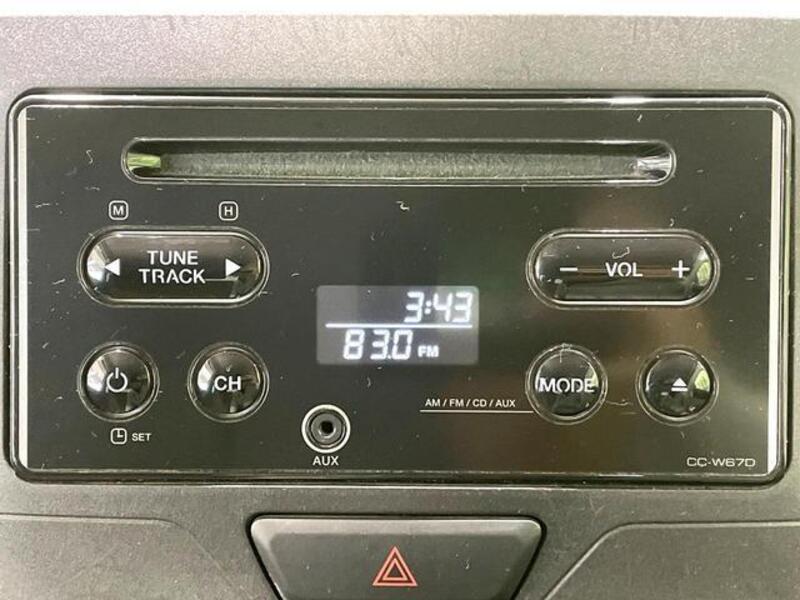 M H
TUNE
TRACK
− VOL +
3:43
83.0 FM
CH
MODE
AM / FM / CD / AUX
SET
AUX
CC-W67D